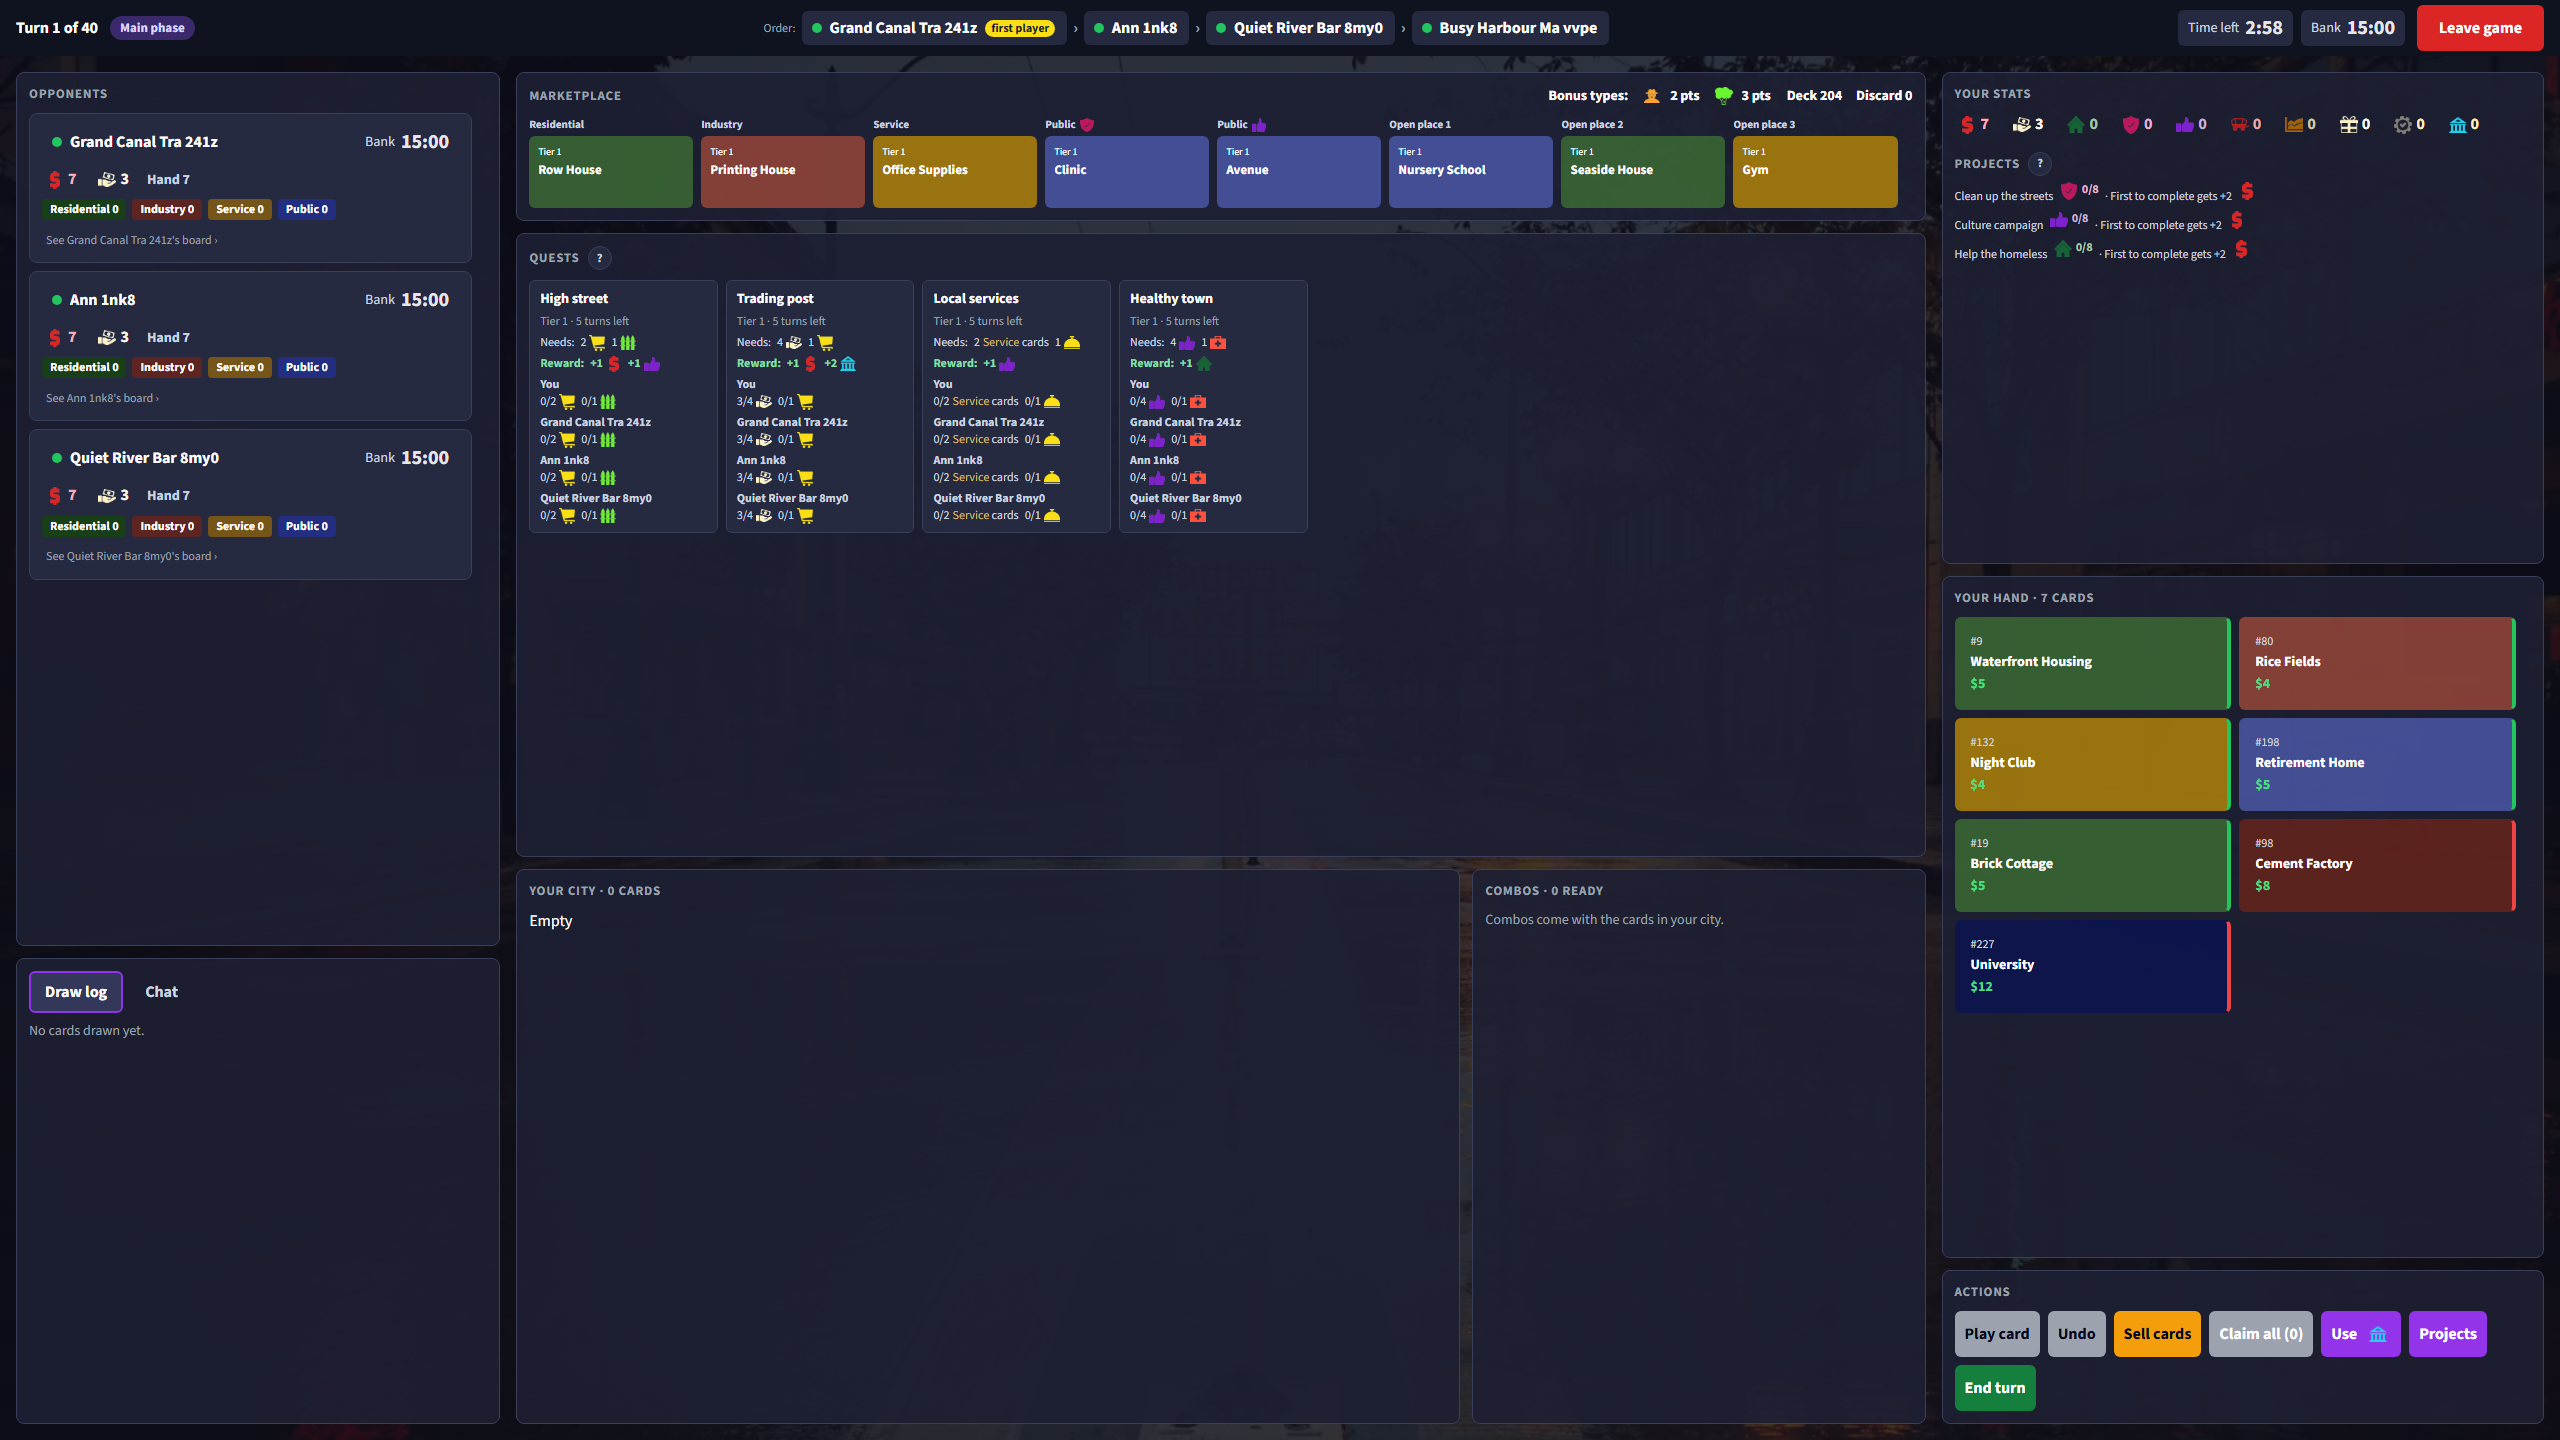 Turn 1 of 40 Main phase Order: Grand Canal Tra 241z first player › Ann 1nk8 › Quiet River Bar 8my0 › Busy Harbour Ma vvpe Time left 2:58 Bank 15:00 Leave game
OPPONENTS
Grand Canal Tra 241z Bank 15:00
7 3 Hand 7
Residential 0 Industry 0 Service 0 Public 0
See Grand Canal Tra 241z's board ›
Ann 1nk8 Bank 15:00
7 3 Hand 7
Residential 0 Industry 0 Service 0 Public 0
See Ann 1nk8's board ›
Quiet River Bar 8my0 Bank 15:00
7 3 Hand 7
Residential 0 Industry 0 Service 0 Public 0
See Quiet River Bar 8my0's board ›
Draw log Chat
No cards drawn yet.
MARKETPLACE Bonus types: 2 pts 3 pts Deck 204 Discard 0
Residential Industry Service Public Public Open place 1 Open place 2 Open place 3
Tier 1 Tier 1 Tier 1 Tier 1 Tier 1 Tier 1 Tier 1 Tier 1
Row House Printing House Office Supplies Clinic Avenue Nursery School Seaside House Gym
QUESTS ?
High street
Tier 1 · 5 turns left
Needs: 2 1
Reward: +1 +1
You
0/2 0/1
Grand Canal Tra 241z
0/2 0/1
Ann 1nk8
0/2 0/1
Quiet River Bar 8my0
0/2 0/1
Trading post
Tier 1 · 5 turns left
Needs: 4 1
Reward: +1 +2
You
3/4 0/1
Grand Canal Tra 241z
3/4 0/1
Ann 1nk8
3/4 0/1
Quiet River Bar 8my0
3/4 0/1
Local services
Tier 1 · 5 turns left
Needs: 2 Service cards 1
Reward: +1
You
0/2 Service cards 0/1
Grand Canal Tra 241z
0/2 Service cards 0/1
Ann 1nk8
0/2 Service cards 0/1
Quiet River Bar 8my0
0/2 Service cards 0/1
Healthy town
Tier 1 · 5 turns left
Needs: 4 1
Reward: +1
You
0/4 0/1
Grand Canal Tra 241z
0/4 0/1
Ann 1nk8
0/4 0/1
Quiet River Bar 8my0
0/4 0/1
YOUR CITY · 0 CARDS
Empty
COMBOS · 0 READY
Combos come with the cards in your city.
YOUR STATS
7 3 0 0 0 0 0 0 0 0
PROJECTS ?
Clean up the streets 0/8 · First to complete gets +2
Culture campaign 0/8 · First to complete gets +2
Help the homeless 0/8 · First to complete gets +2
YOUR HAND · 7 CARDS
#9
Waterfront Housing
$5
#80
Rice Fields
$4
#132
Night Club
$4
#198
Retirement Home
$5
#19
Brick Cottage
$5
#98
Cement Factory
$8
#227
University
$12
ACTIONS
Play card Undo Sell cards Claim all (0) Use Projects
End turn